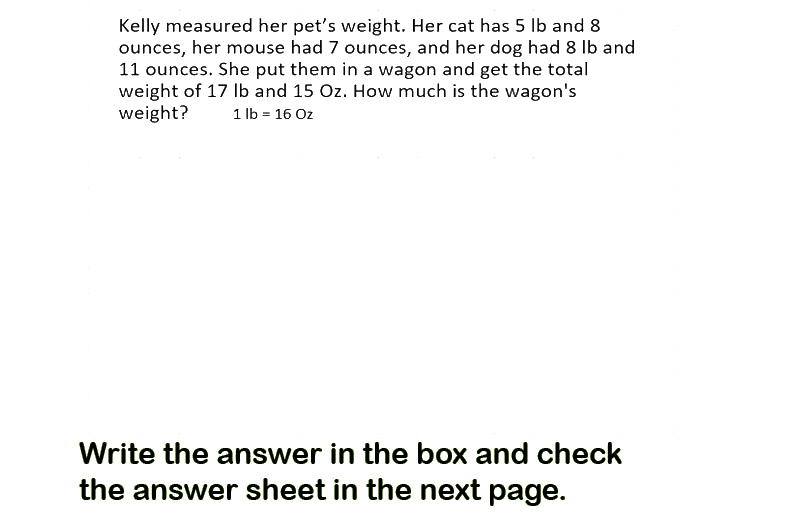 Kelly measured her pet’s weight. Her cat has 5 lb and 8
ounces, her mouse had 7 ounces, and her dog had 8 lb and
11 ounces. She put them in a wagon and get the total
weight of 17 lb and 15 Oz. How much is the wagon's
weight? 1 lb = 16 Oz
Write the answer in the box and check
the answer sheet in the next page.